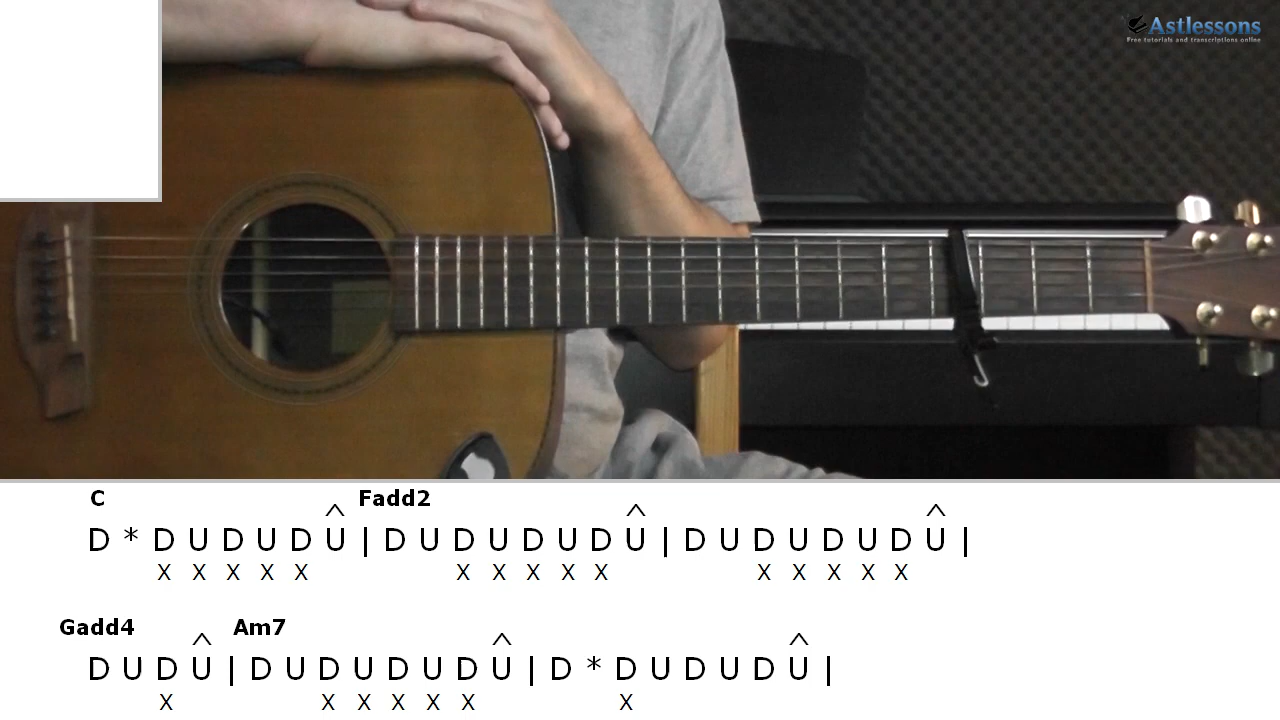 Astlessons
Free tutorials and transcriptions online
C Fadd2
^ ^ ^
D * D U D U D U | D U D U D U D U | D U D U D U D U |
X X X X X X X X X X X X X X X
Gadd4 Am7
^ ^ ^
D U D U | D U D U D U D U | D * D U D U D U |
X X X X X X X